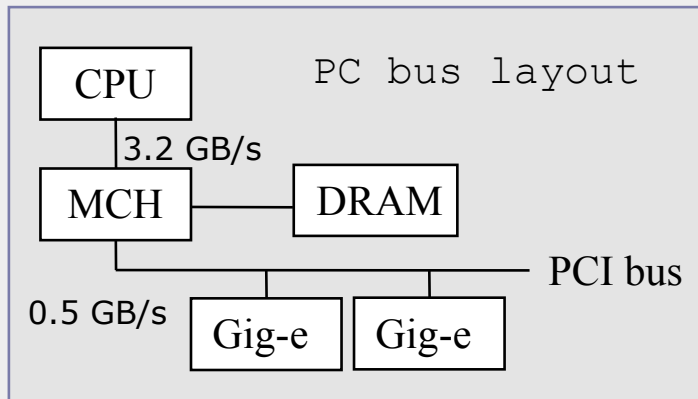 PC bus layout
CPU
3.2 GB/s
MCH
DRAM
PCI bus
0.5 GB/s
Gig-e
Gig-e